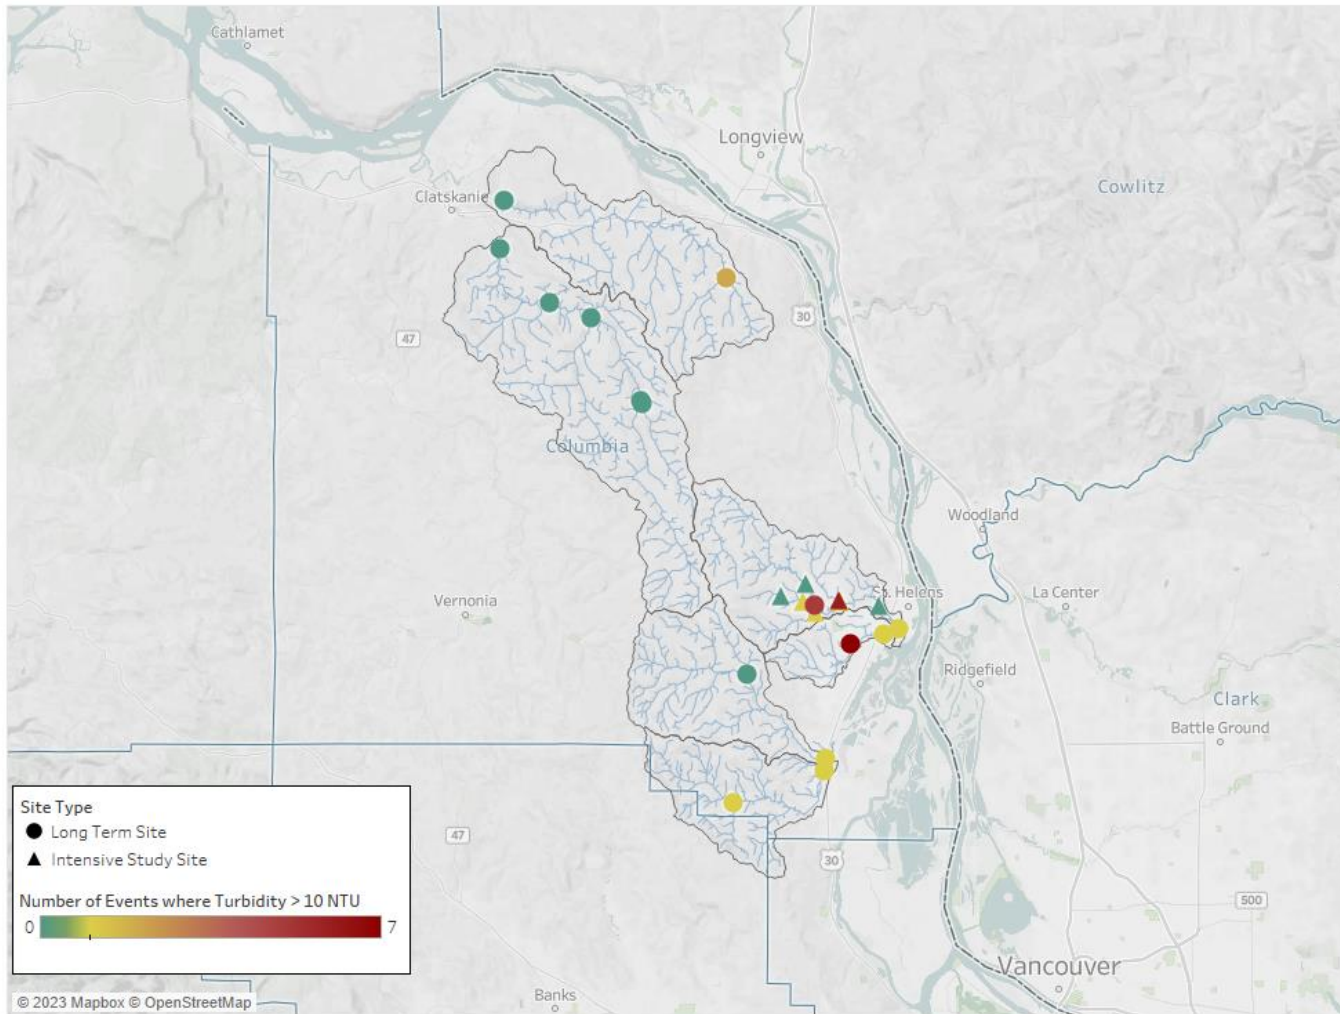 Cathlamet
Longview
Cowlitz
Clatskanie
30
47
Columbia
Woodland
Vernonia
St. Helens
La Center
Ridgefield
Clark
Battle Ground
Site Type
Long Term Site
Intensive Study Site
47
30
Number of Events where Turbidity > 10 NTU
0
7
500
Vancouver
Banks
© 2023 Mapbox © OpenStreetMap